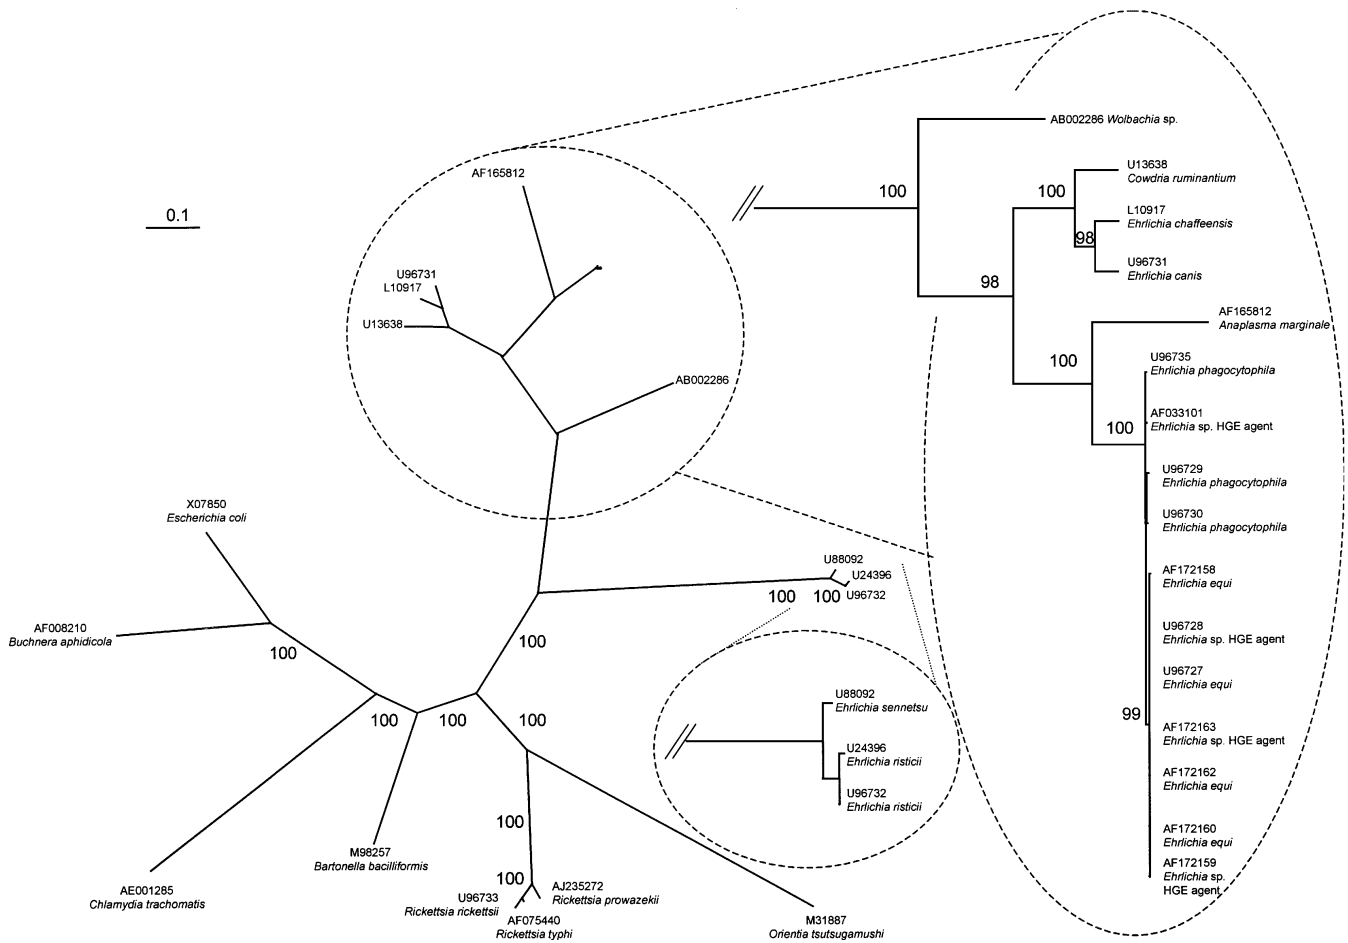 AB002286 Wolbachia sp.
AF165812
U13638
Cowdria ruminantium
100
100
0.1
L10917
Ehrlichia chaffeensis
98
U96731
Ehrlichia canis
U96731
L10917
98
U13638
AF165812
Anaplasma marginale
100
U96735
Ehrlichia phagocytophila
AB002286
AF033101
Ehrlichia sp. HGE agent
100
U96729
Ehrlichia phagocytophila
X07850
Escherichia coli
U96730
Ehrlichia phagocytophila
U88092
U24396
U96732
100
100
AF172158
Ehrlichia equi
AF008210
Buchnera aphidicola
100
100
U96728
Ehrlichia sp. HGE agent
U96727
Ehrlichia equi
U88092
Ehrlichia sennetsu
100
100
100
99
AF172163
Ehrlichia sp. HGE agent
U24396
Ehrlichia risticii
AF172162
Ehrlichia equi
U96732
Ehrlichia risticii
100
AF172160
Ehrlichia equi
M98257
Bartonella bacilliformis
AF172159
Ehrlichia sp.
HGE agent
100
AE001285
Chlamydia trachomatis
U96733
Rickettsia rickettsii
AJ235272
Rickettsia prowazekii
AF075440
Rickettsia typhi
M31887
Orientia tsutsugamushi